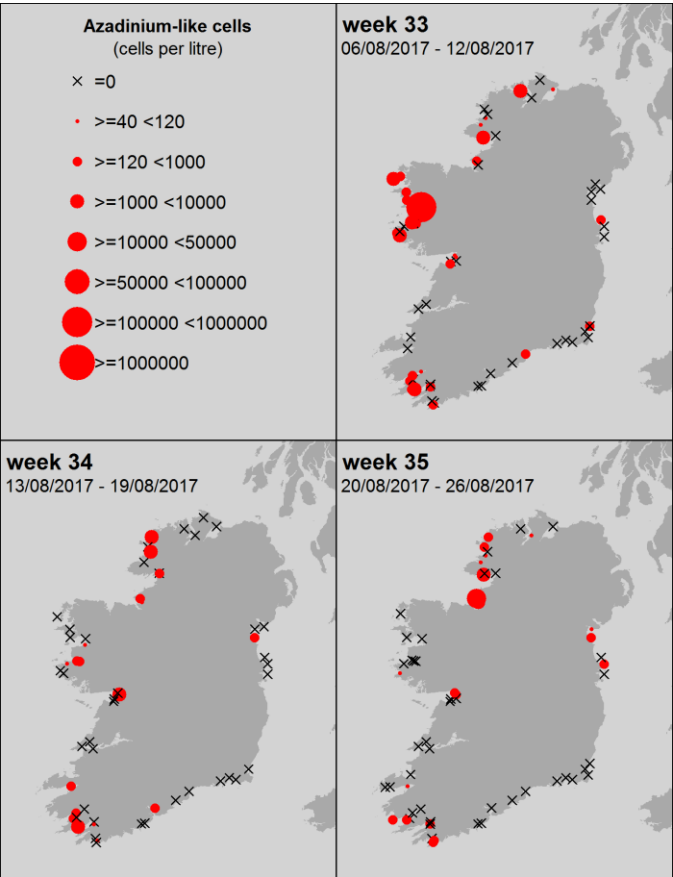 Azadinium-like cells
(cells per litre)
=0
>=40 <120
>=120 <1000
>=1000 <10000
>=10000 <50000
>=50000 <100000
>=100000 <1000000
>=1000000
week 33
06/08/2017 - 12/08/2017
week 34
13/08/2017 - 19/08/2017
week 35
20/08/2017 - 26/08/2017